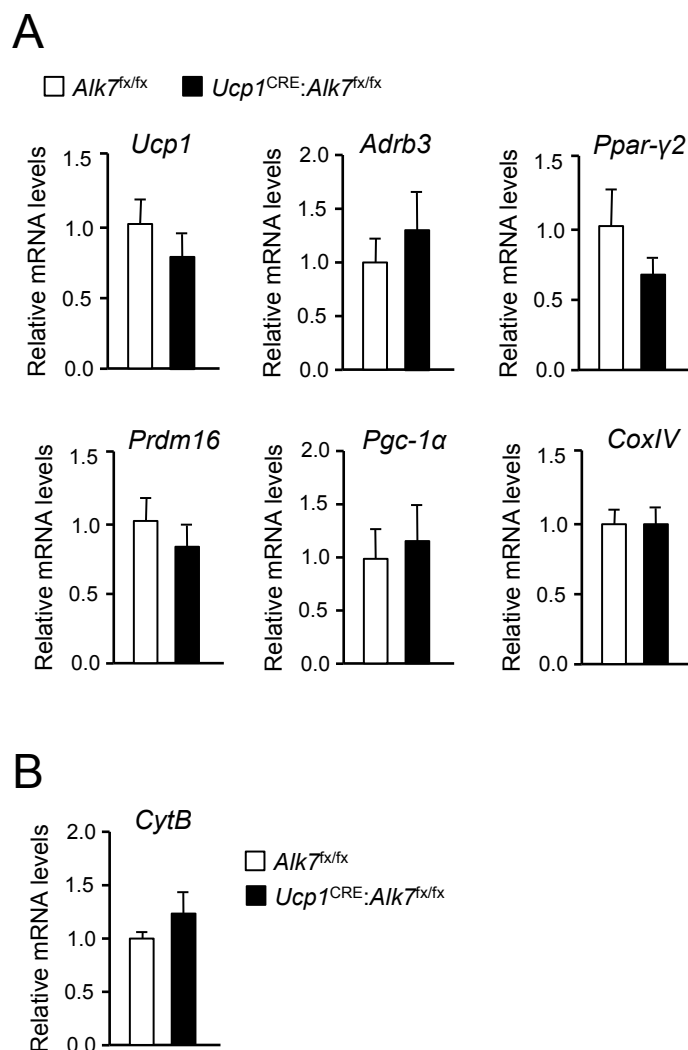 A
Alk7fx/fx Ucp1CRE:Alk7fx/fx
Ucp1
Relative mRNA levels
1.5
1.0
0.5
0.0
Adrb3
Relative mRNA levels
2.0
1.5
1.0
0.5
0.0
Ppar-γ2
Relative mRNA levels
1.5
1.0
0.5
0.0
Prdm16
Relative mRNA levels
1.5
1.0
0.5
0.0
Pgc-1α
Relative mRNA levels
2.0
1.5
1.0
0.5
0.0
CoxIV
Relative mRNA levels
1.5
1.0
0.5
0.0
B
CytB
Relative mRNA levels
2.0
1.5
1.0
0.5
0.0
Alk7fx/fx
Ucp1CRE:Alk7fx/fx